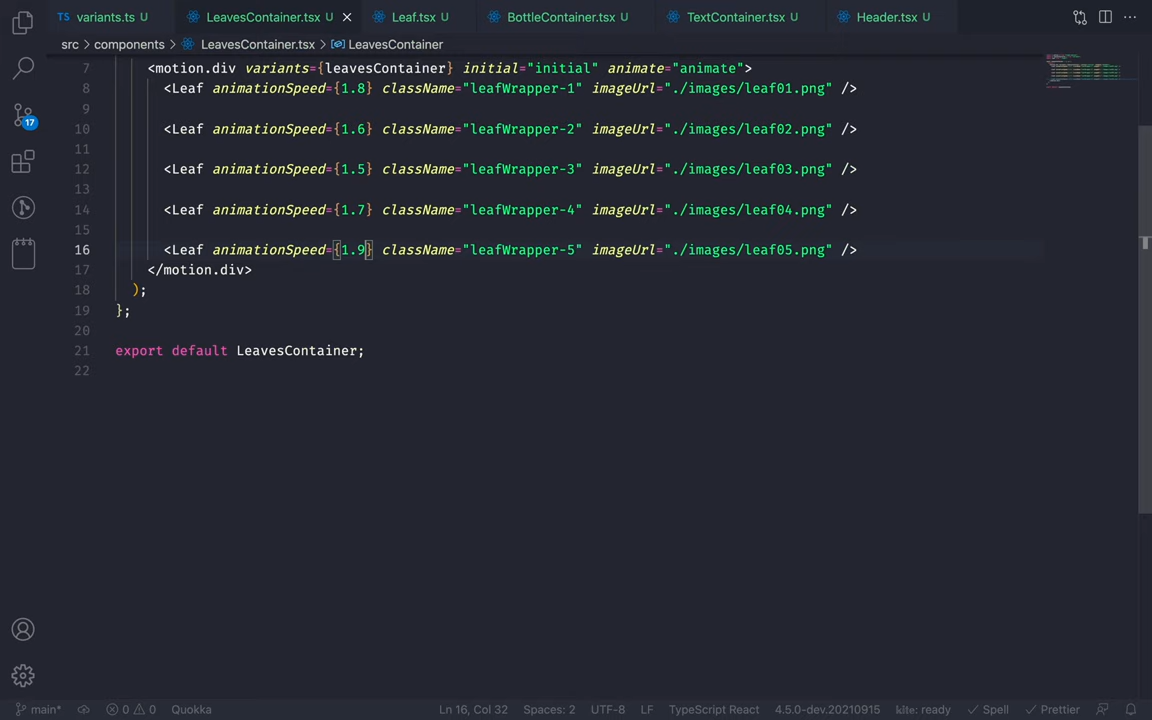 TS variants.ts U LeavesContainer.tsx U Leaf.tsx U BottleContainer.tsx U TextContainer.tsx U Header.tsx U
src > components > LeavesContainer.tsx > LeavesContainer
7 <motion.div variants={leavesContainer} initial="initial" animate="animate">
8 <Leaf animationSpeed={1.8} className="leafWrapper-1" imageUrl="./images/leaf01.png" />
9
10 <Leaf animationSpeed={1.6} className="leafWrapper-2" imageUrl="./images/leaf02.png" />
11
12 <Leaf animationSpeed={1.5} className="leafWrapper-3" imageUrl="./images/leaf03.png" />
13
14 <Leaf animationSpeed={1.7} className="leafWrapper-4" imageUrl="./images/leaf04.png" />
15
16 <Leaf animationSpeed={1.9} className="leafWrapper-5" imageUrl="./images/leaf05.png" />
17 </motion.div>
18 );
19 };
20
21 export default LeavesContainer;
22
17
main* 0 0 Quokka Ln 16, Col 32 Spaces: 2 UTF-8 LF TypeScript React 4.5.0-dev.20210915 kite: ready Spell Prettier